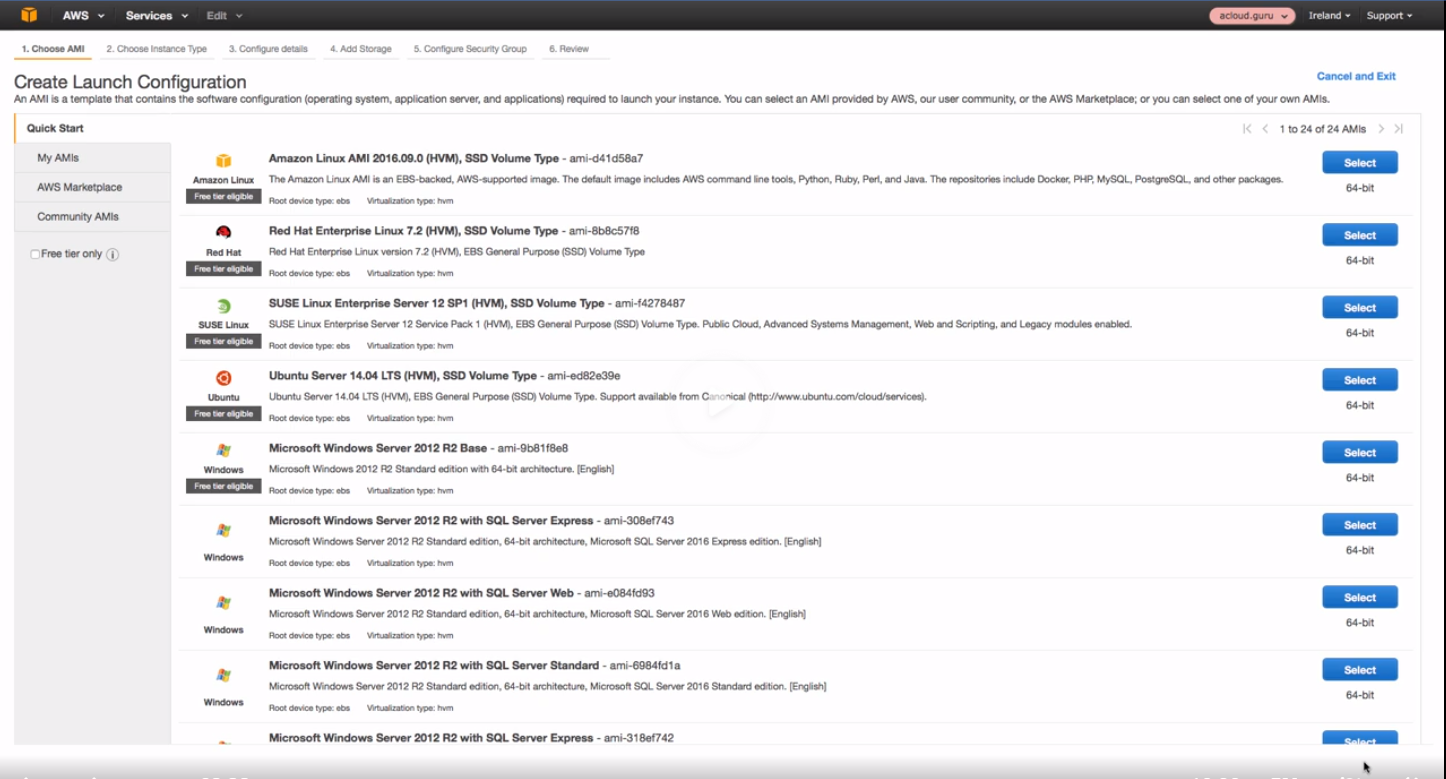 AWS Services Edit acloud.guru Ireland Support
1. Choose AMI 2. Choose Instance Type 3. Configure details 4. Add Storage 5. Configure Security Group 6. Review
Create Launch Configuration
Cancel and Exit
An AMI is a template that contains the software configuration (operating system, application server, and applications) required to launch your instance. You can select an AMI provided by AWS, our user community, or the AWS Marketplace; or you can select one of your own AMIs.
Quick Start
My AMIs
AWS Marketplace
Community AMIs
Free tier only
1 to 24 of 24 AMIs
Amazon Linux
Free tier eligible
Amazon Linux AMI 2016.09.0 (HVM), SSD Volume Type - ami-d41d58a7
The Amazon Linux AMI is an EBS-backed, AWS-supported image. The default image includes AWS command line tools, Python, Ruby, Perl, and Java. The repositories include Docker, PHP, MySQL, PostgreSQL, and other packages.
Root device type: ebs Virtualization type: hvm
Select
64-bit
Red Hat
Free tier eligible
Red Hat Enterprise Linux 7.2 (HVM), SSD Volume Type - ami-8b8c57f8
Red Hat Enterprise Linux version 7.2 (HVM), EBS General Purpose (SSD) Volume Type
Root device type: ebs Virtualization type: hvm
Select
64-bit
SUSE Linux
Free tier eligible
SUSE Linux Enterprise Server 12 SP1 (HVM), SSD Volume Type - ami-f4278487
SUSE Linux Enterprise Server 12 Service Pack 1 (HVM), EBS General Purpose (SSD) Volume Type. Public Cloud, Advanced Systems Management, Web and Scripting, and Legacy modules enabled.
Root device type: ebs Virtualization type: hvm
Select
64-bit
Ubuntu
Free tier eligible
Ubuntu Server 14.04 LTS (HVM), SSD Volume Type - ami-ed82e39e
Ubuntu Server 14.04 LTS (HVM), EBS General Purpose (SSD) Volume Type. Support available from Canonical (http://www.ubuntu.com/cloud/services).
Root device type: ebs Virtualization type: hvm
Select
64-bit
Windows
Free tier eligible
Microsoft Windows Server 2012 R2 Base - ami-9b81f8e8
Microsoft Windows 2012 R2 Standard edition with 64-bit architecture. [English]
Root device type: ebs Virtualization type: hvm
Select
64-bit
Windows
Microsoft Windows Server 2012 R2 with SQL Server Express - ami-308ef743
Microsoft Windows Server 2012 R2 Standard edition, 64-bit architecture, Microsoft SQL Server 2016 Express edition. [English]
Root device type: ebs Virtualization type: hvm
Select
64-bit
Windows
Microsoft Windows Server 2012 R2 with SQL Server Web - ami-e084fd93
Microsoft Windows Server 2012 R2 Standard edition, 64-bit architecture, Microsoft SQL Server 2016 Web edition. [English]
Root device type: ebs Virtualization type: hvm
Select
64-bit
Windows
Microsoft Windows Server 2012 R2 with SQL Server Standard - ami-6984fd1a
Microsoft Windows Server 2012 R2 Standard edition, 64-bit architecture, Microsoft SQL Server 2016 Standard edition. [English]
Root device type: ebs Virtualization type: hvm
Select
64-bit
Microsoft Windows Server 2012 R2 with SQL Server Express - ami-318ef742
Select